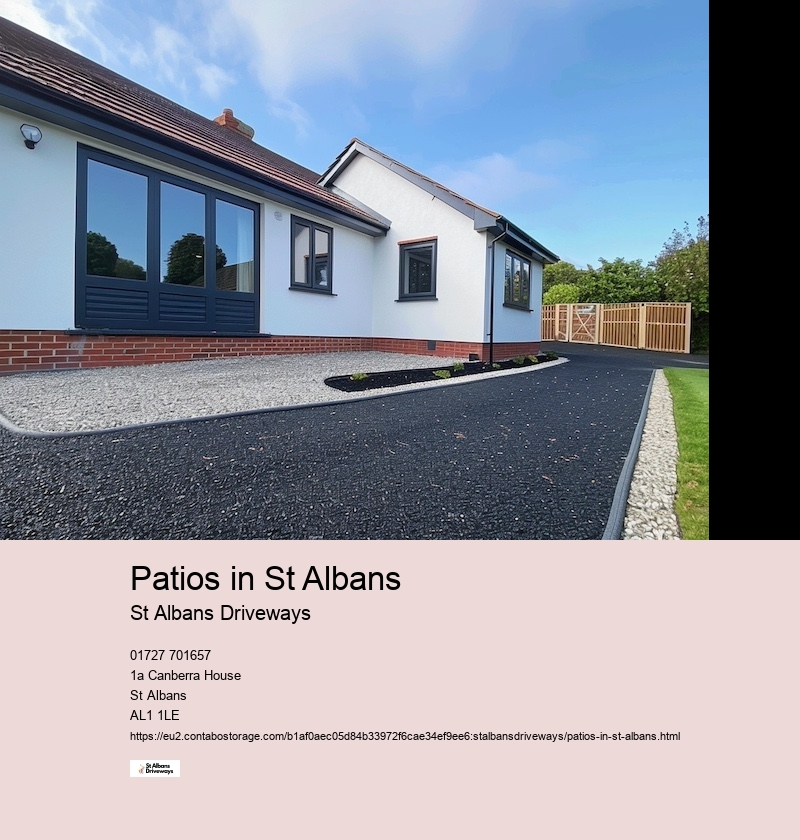 Patios in St Albans
St Albans Driveways
01727 701657
1a Canberra House
St Albans
AL1 1LE
https://eu2.contabostorage.com/b1af0aec05d84b33972f6cae34ef9ee6:stalbansdriveways/patios-in-st-albans.html
St Albans
Driveways